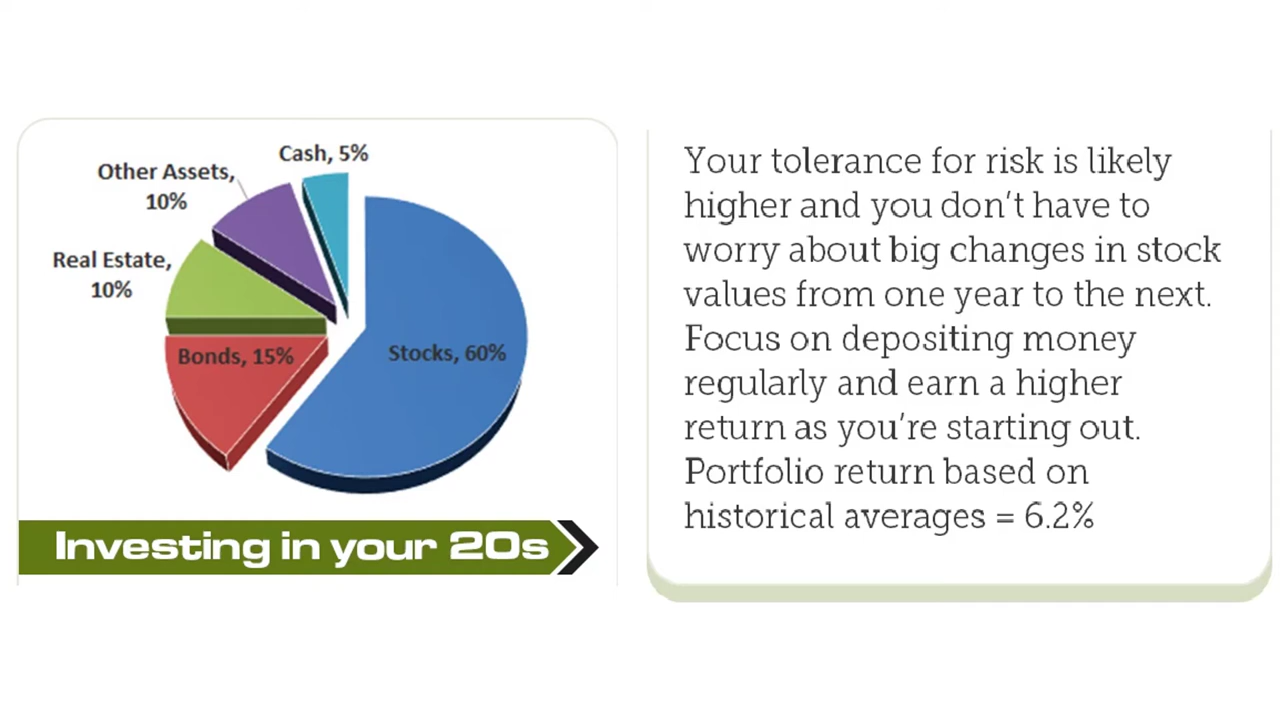 Cash, 5%
Other Assets,
10%
Real Estate,
10%
Bonds, 15%
Stocks, 60%
Investing in your 20s
Your tolerance for risk is likely
higher and you don't have to
worry about big changes in stock
values from one year to the next.
Focus on depositing money
regularly and earn a higher
return as you're starting out.
Portfolio return based on
historical averages = 6.2%